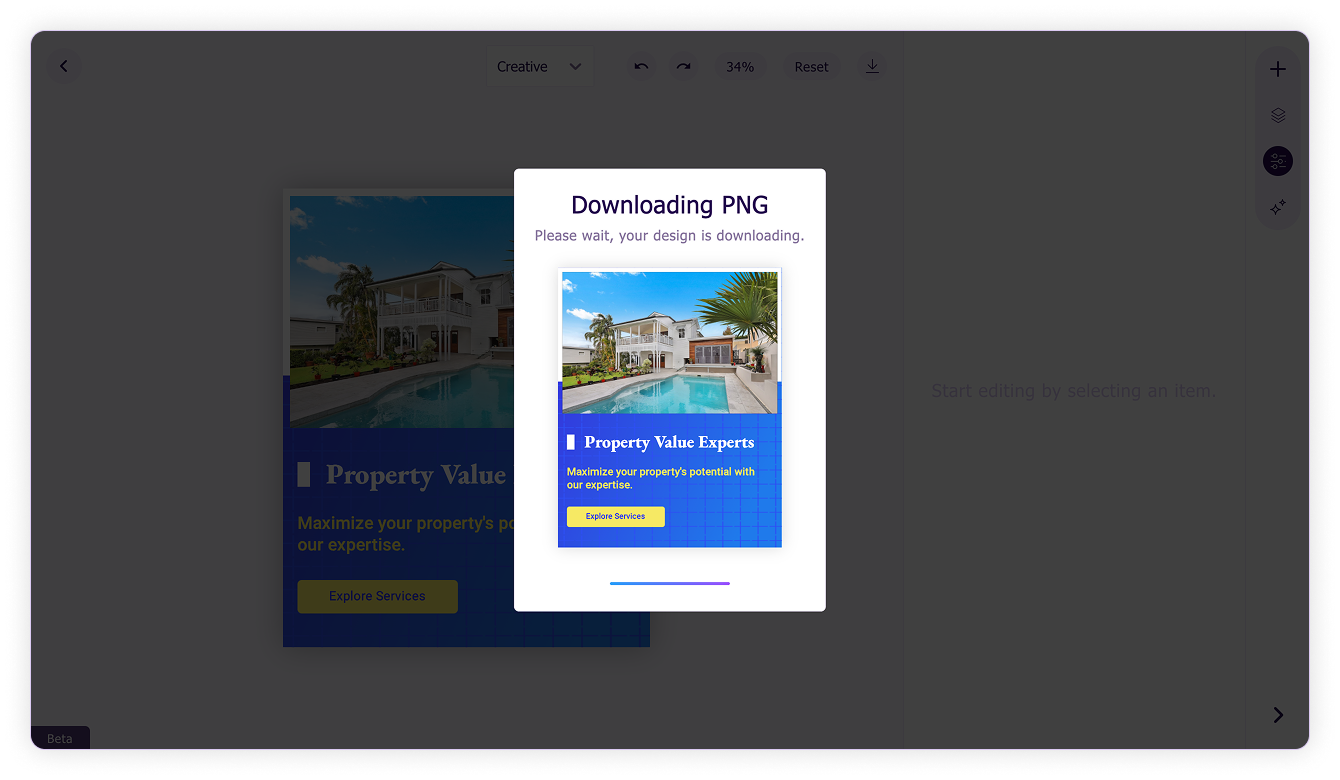 Creative
34%
Reset
Downloading PNG
Please wait, your design is downloading.
Property Value Experts
Maximize your property's potential with
our expertise.
Explore Services
Property Value
Maximize your property's po
our expertise.
Explore Services
Start editing by selecting an item.
Beta